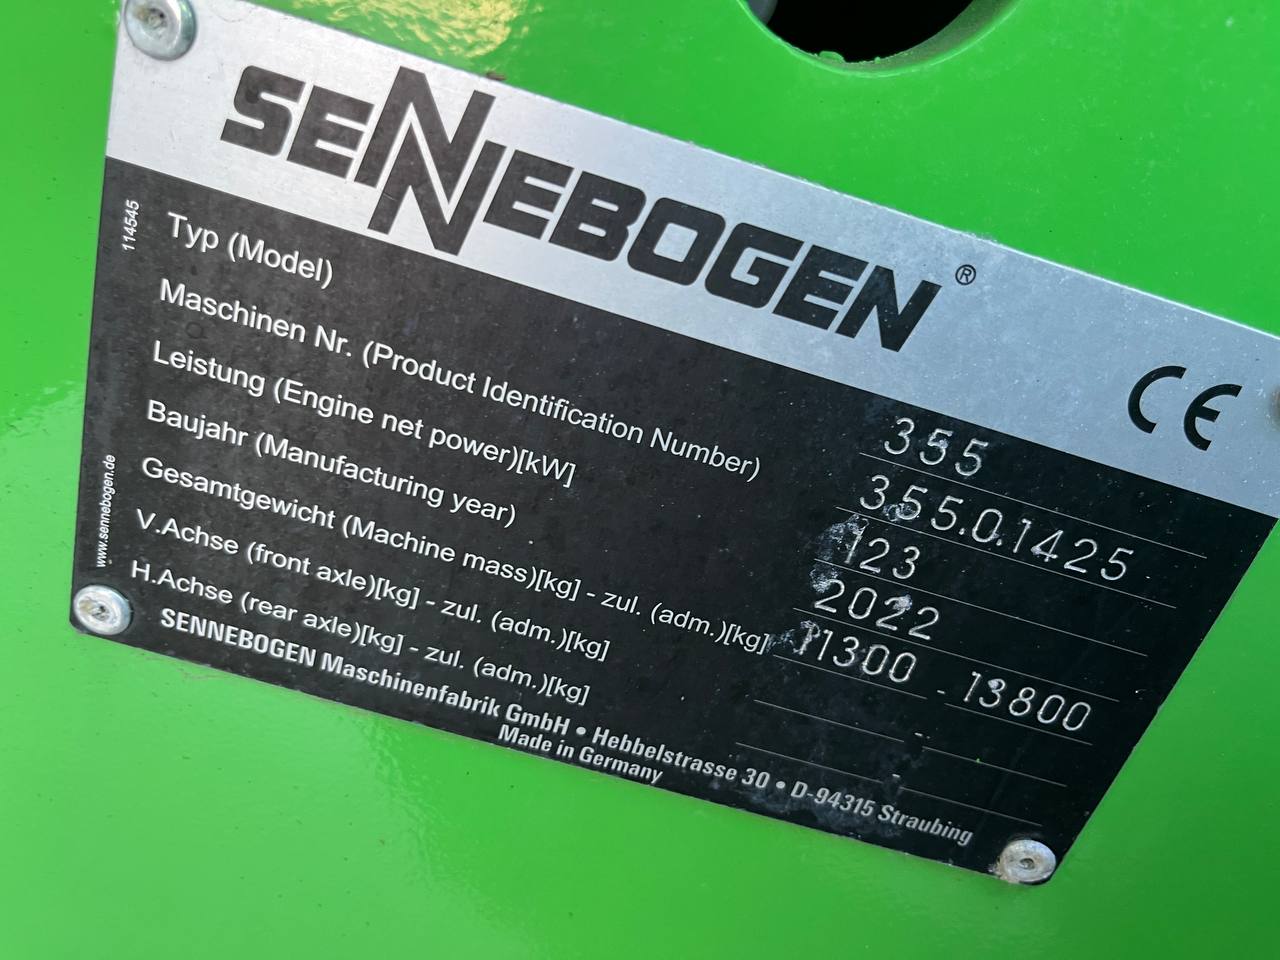 SENNEBOGEN ®
CE
114545
Typ (Model) 355
Maschinen Nr. (Product Identification Number) 355.0.1425
Leistung (Engine net power)[kW] 123
Baujahr (Manufacturing year) 2022
Gesamtgewicht (Machine mass)[kg] - zul. (adm.)[kg] 11300 - 13800
V.Achse (front axle)[kg] - zul. (adm.)[kg] -
H.Achse (rear axle)[kg] - zul. (adm.)[kg] -
www.sennebogen.de
SENNEBOGEN Maschinenfabrik GmbH • Hebbelstrasse 30 • D-94315 Straubing
Made in Germany